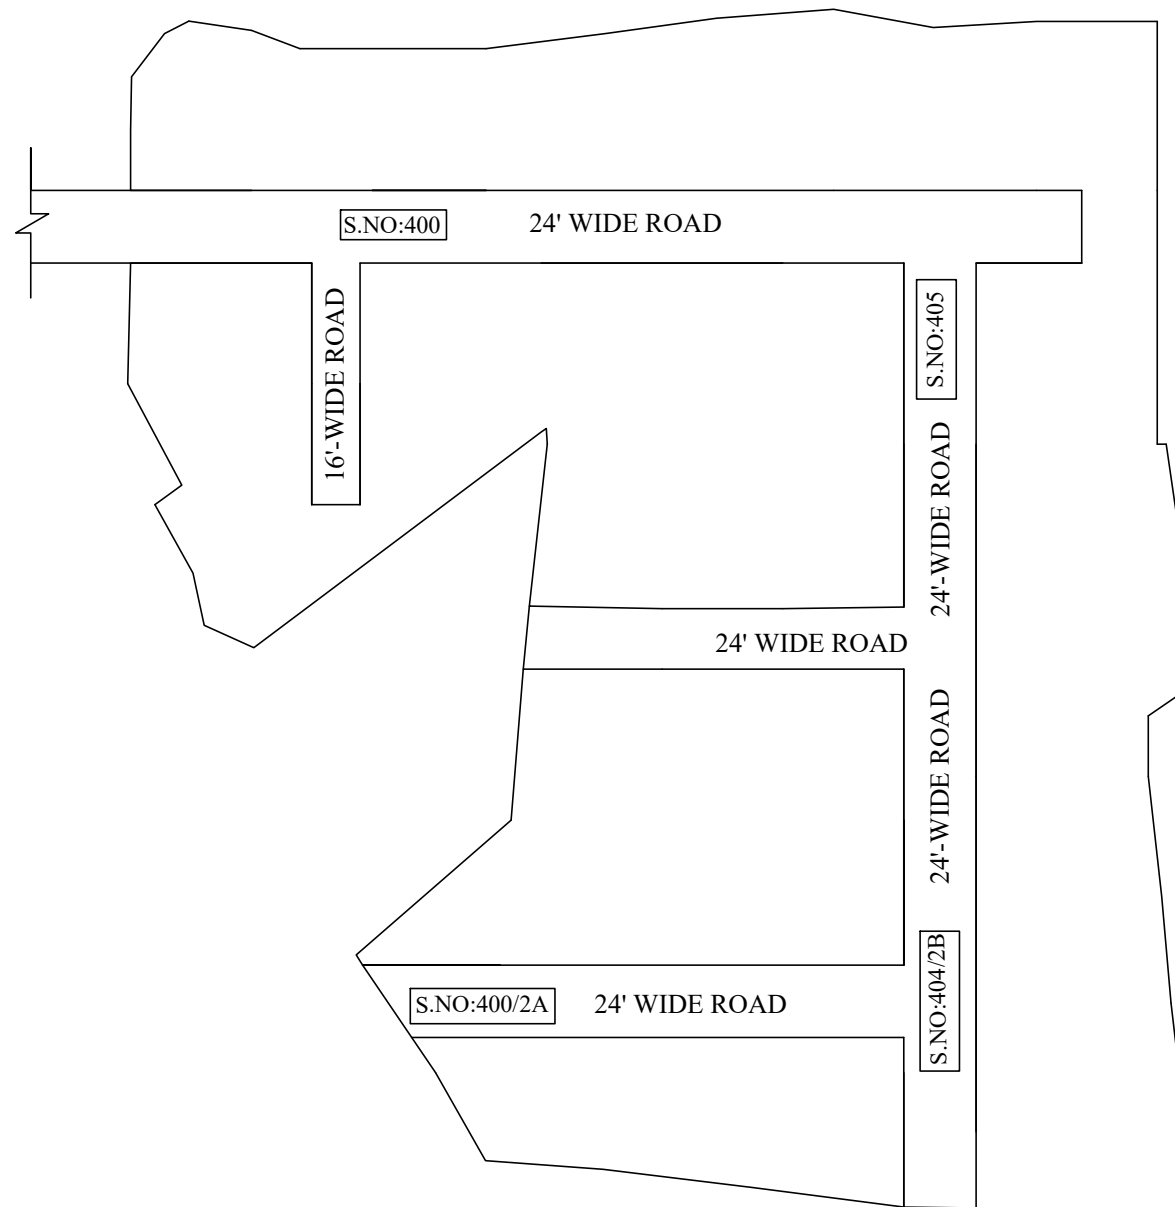 S.NO:400
24' WIDE ROAD
16'-WIDE ROAD
S.NO:405
24'-WIDE ROAD
24' WIDE ROAD
24'-WIDE ROAD
S.NO:404/2B
S.NO:400/2A
24' WIDE ROAD